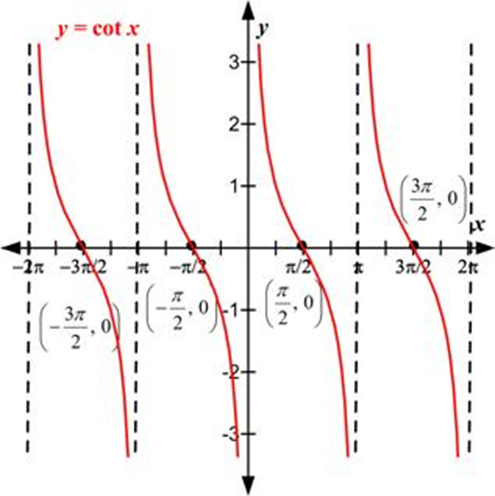 y = cot x
y
3
2
1
(3π/2, 0)
x
−2π −3π/2 −π −π/2 π/2 π 3π/2 2π
(−3π/2, 0) (−π/2, 0) (π/2, 0)
-1
-2
-3